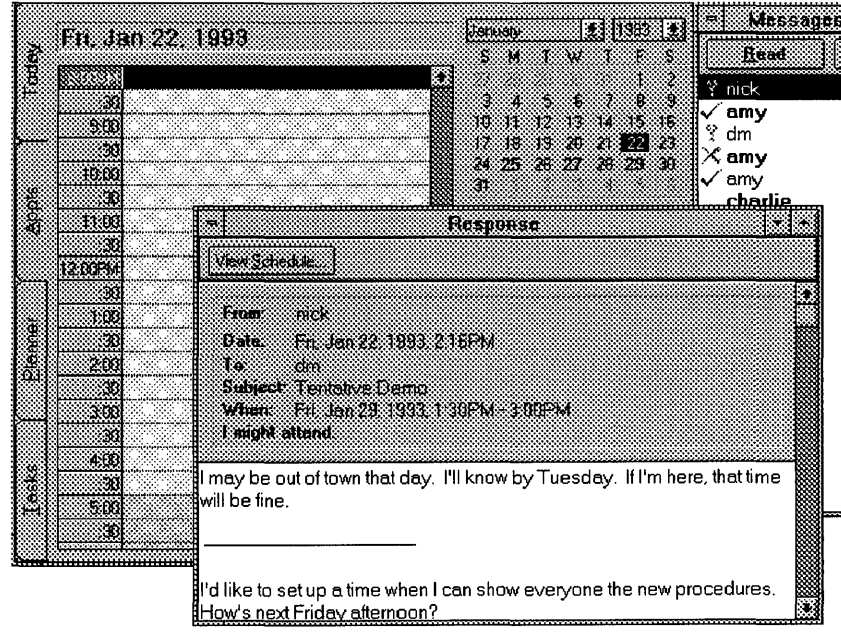 Today
Appts
Planner
Tasks
Fri, Jan 22, 1993
:30
9:00
:30
10:00
:30
11:00
:30
12:00PM
:30
1:00
:30
2:00
:30
3:00
:30
4:00
:30
5:00
:30
January 1993
S M T W T F S
1 2
3 4 5 6 7 8 9
10 11 12 13 14 15 16
17 18 19 20 21 22 23
24 25 26 27 28 29 30
31
Messages
Read
nick
amy
dm
amy
amy
charlie
Response
View Schedule...
From: nick
Date: Fri, Jan 22, 1993, 2:16PM
To: dm
Subject: Tentative:Demo
When: Fri, Jan 29, 1993, 1:30PM - 3:00PM
I might attend.
I may be out of town that day. I'll know by Tuesday. If I'm here, that time
will be fine.
I'd like to set up a time when I can show everyone the new procedures.
How's next Friday afternoon?